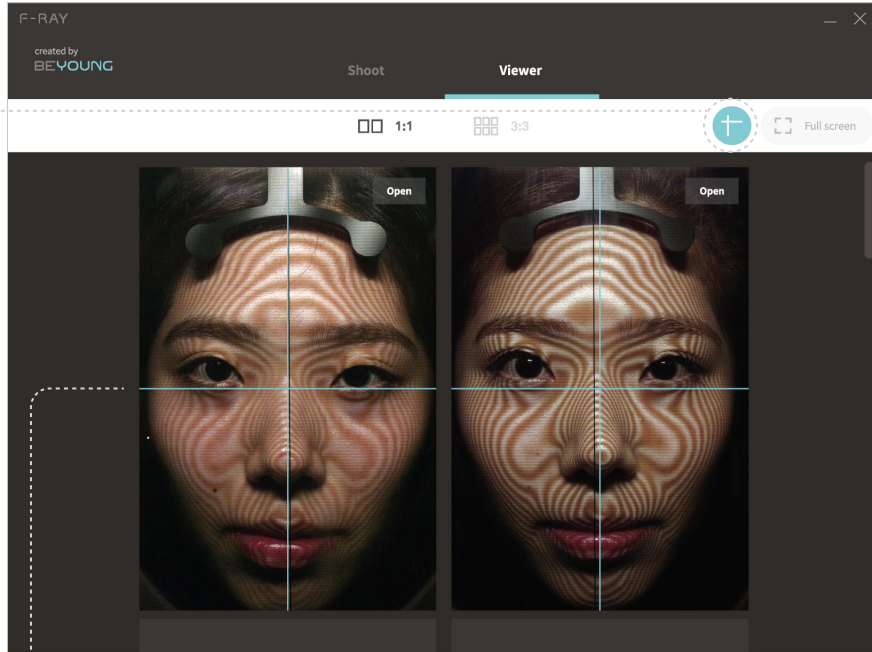 F-RAY
created by
BEYOUNG
Shoot
Viewer
1:1
3:3
Full screen
Open
Open